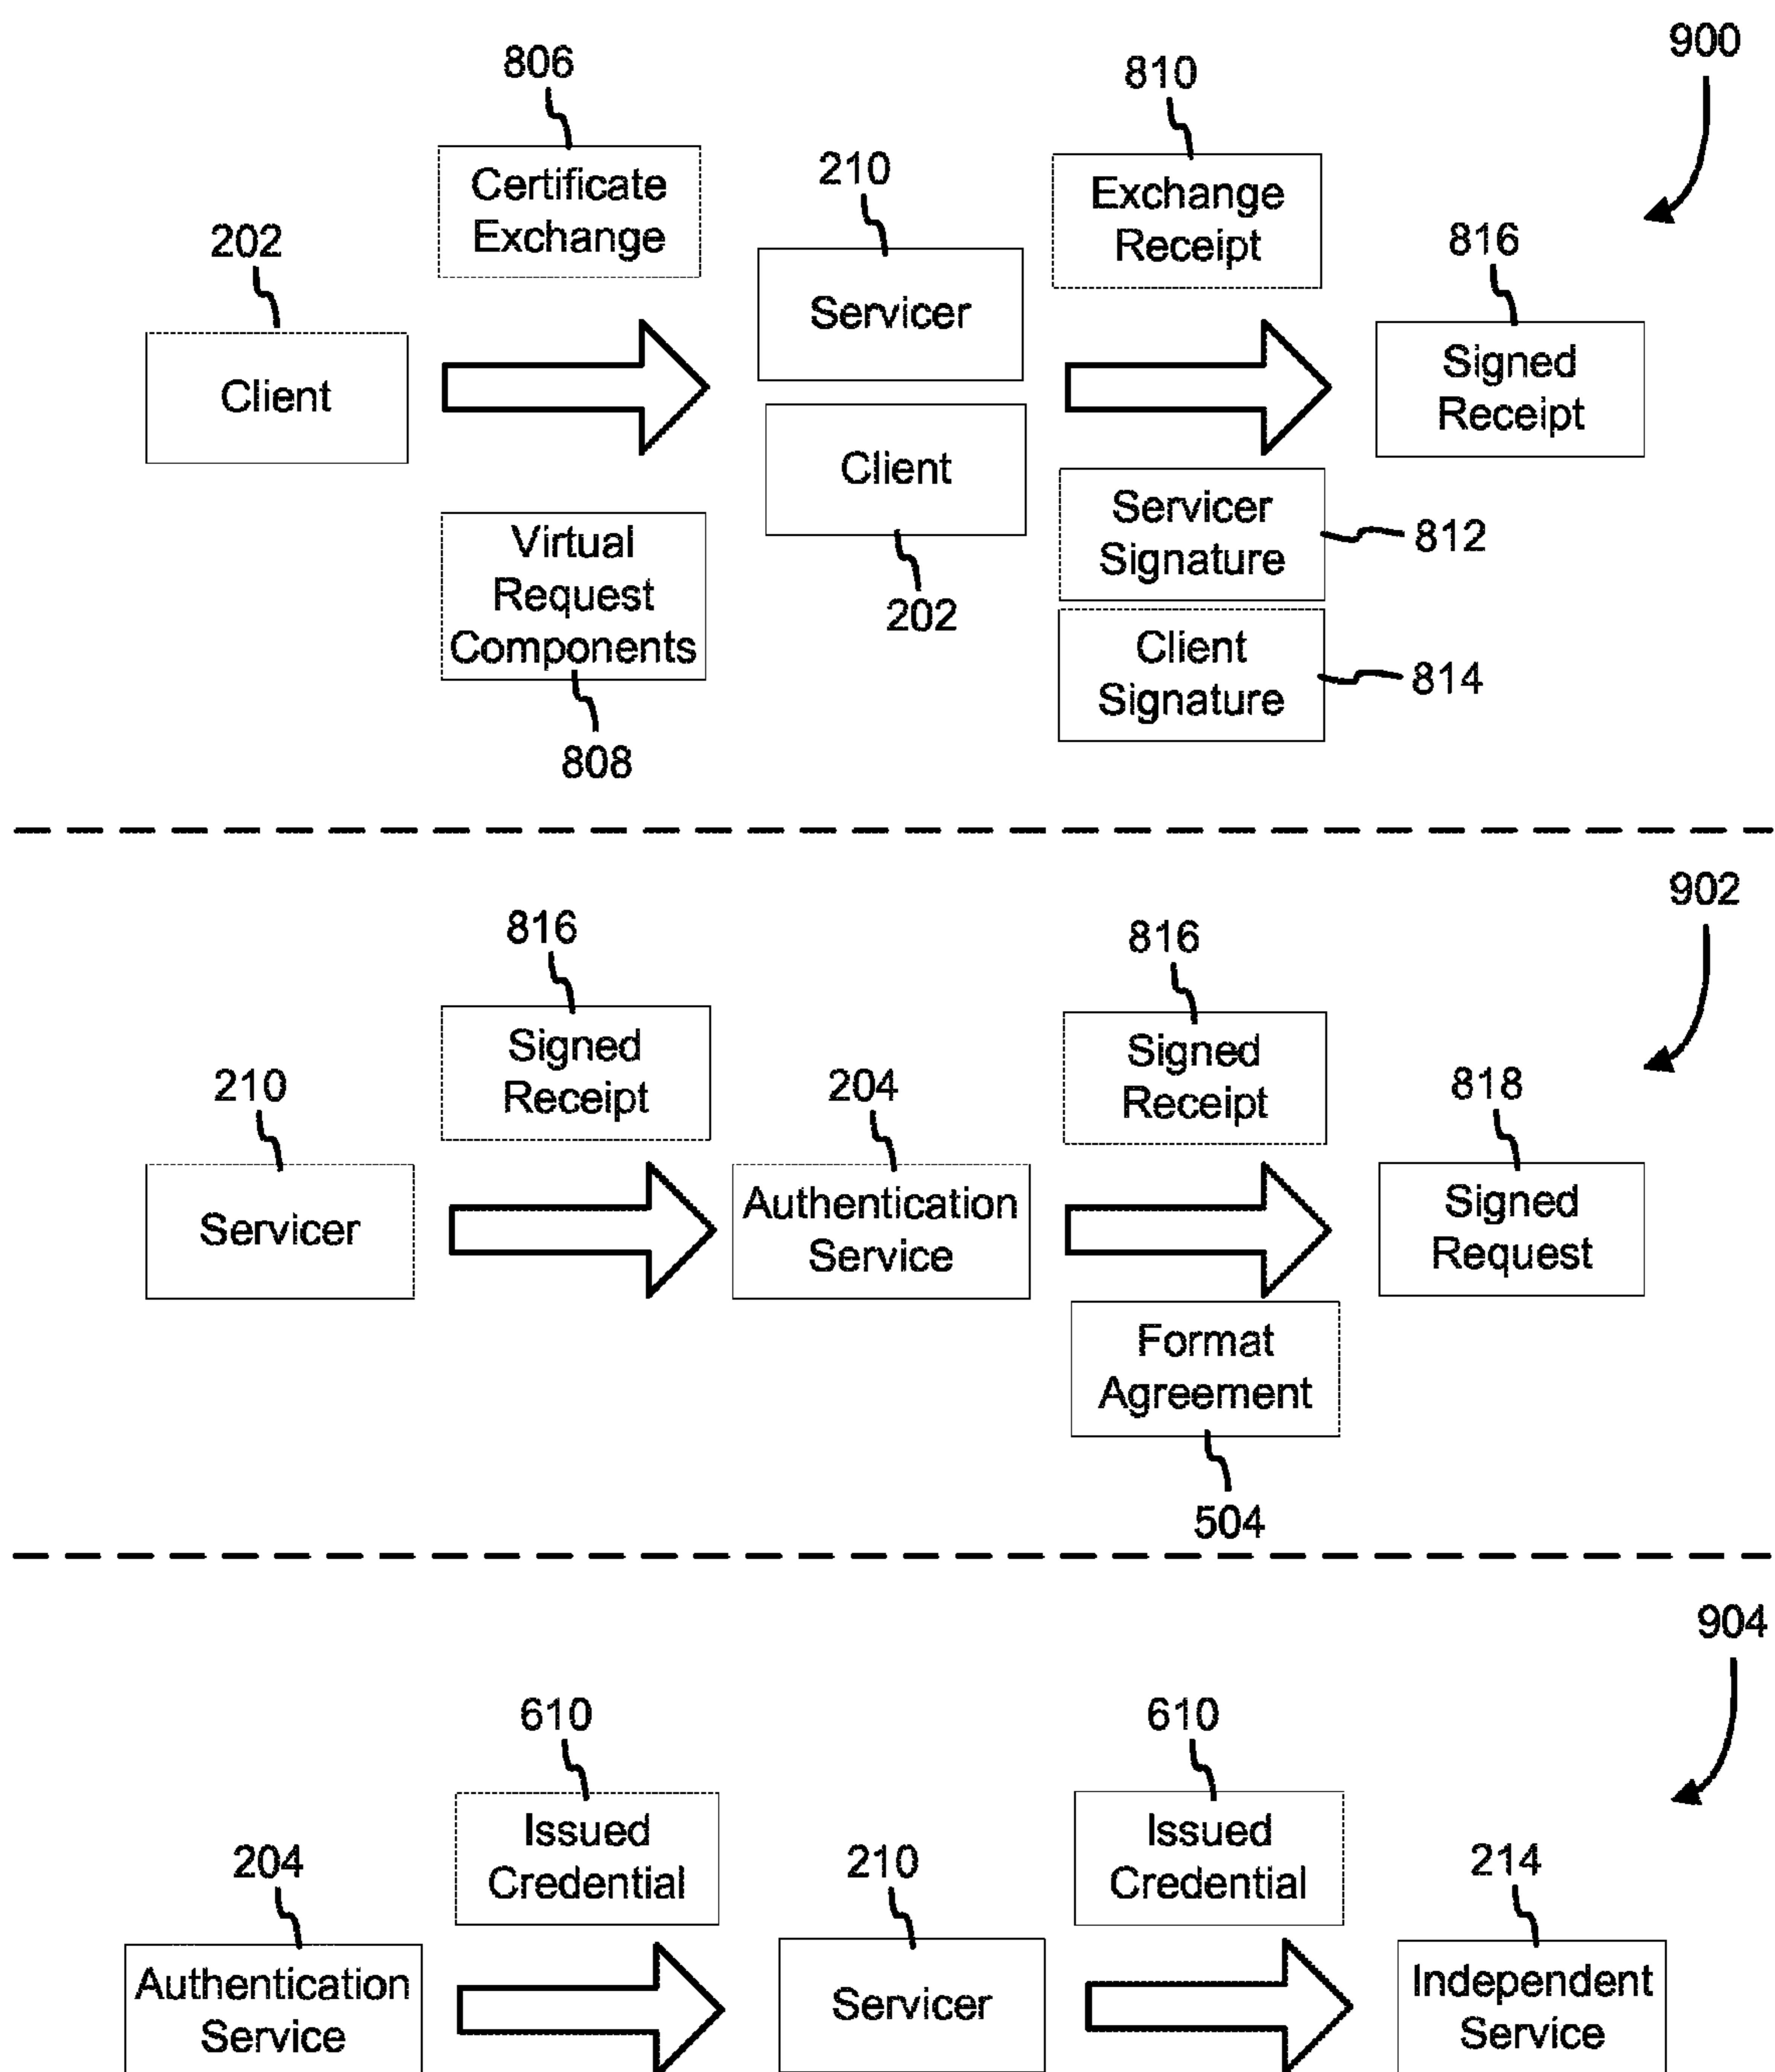 900
806
810
Certificate
Exchange
210
Exchange
Receipt
202
816
Servicer
Client
Signed
Receipt
Client
Servicer
Signature
812
Virtual
Request
Components
202
Client
Signature
814
808
902
816
816
Signed
Receipt
Signed
Receipt
210
204
818
Servicer
Authentication
Service
Signed
Request
Format
Agreement
504
904
610
610
Issued
Credential
Issued
Credential
204
210
214
Authentication
Service
Servicer
Independent
Service